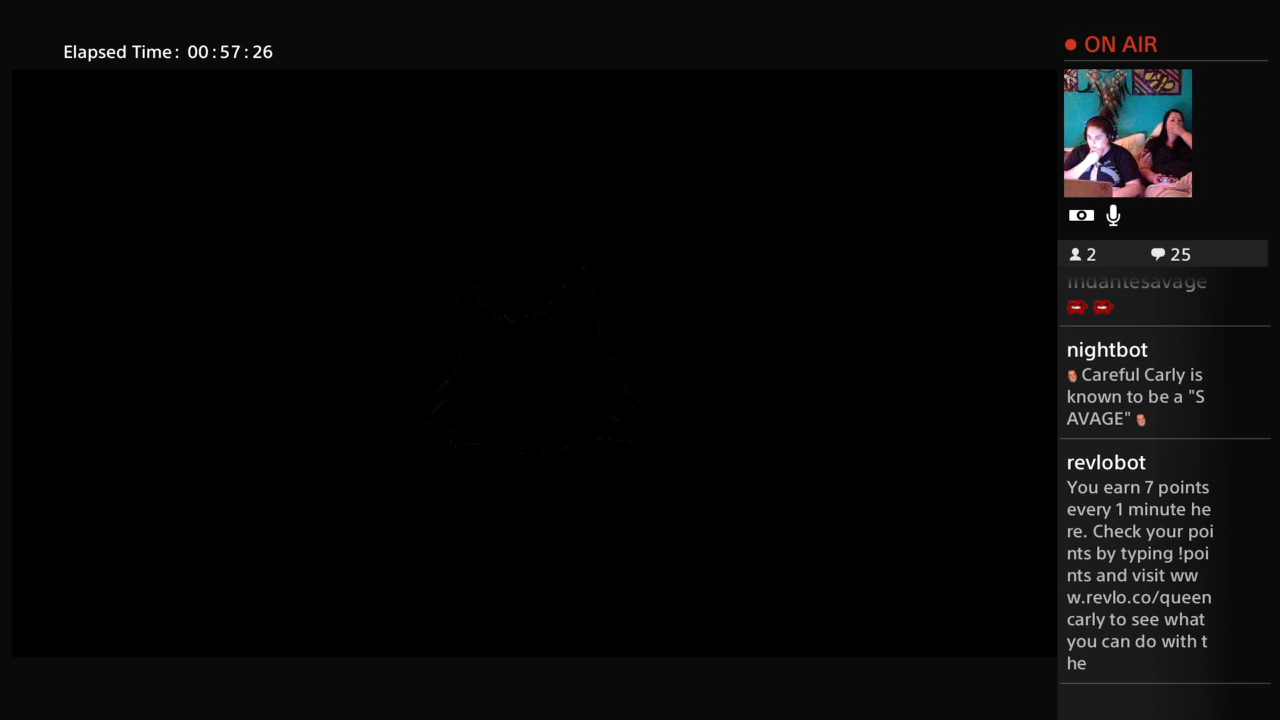 Elapsed Time: 00:57:26
ON AIR
2 25
mdantesavage
nightbot
Careful Carly is
known to be a "S
AVAGE"
revlobot
You earn 7 points
every 1 minute he
re. Check your poi
nts by typing !poi
nts and visit ww
w.revlo.co/queen
carly to see what
you can do with t
he